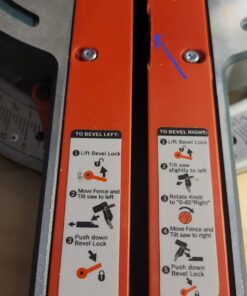 TO BEVEL LEFT:
1 Lift Bevel Lock
2 Move Fence and
Tilt saw to left
3 Push down
Bevel Lock
TO BEVEL RIGHT:
1 Lift Bevel Lock
2 Tilt saw
slightly to left
3 Rotate Knob
to "0-45°Right"
4 Move Fence and
Tilt saw to right
5 Push down
Bevel Lock